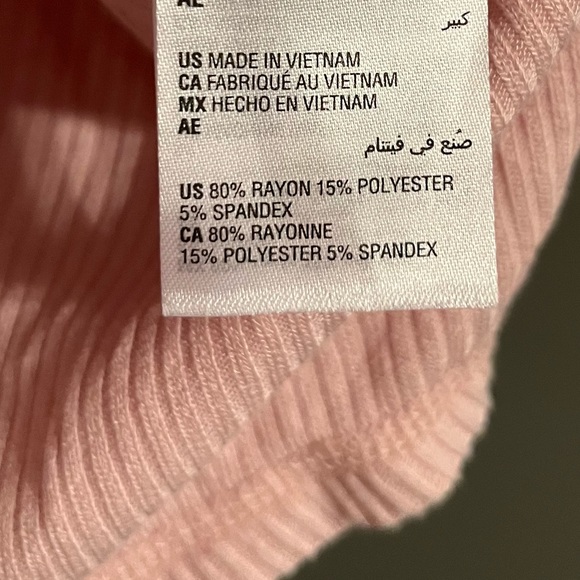 AE
كبير
US MADE IN VIETNAM
CA FABRIQUÉ AU VIETNAM
MX HECHO EN VIETNAM
AE
صُنع في فيتنام
US 80% RAYON 15% POLYESTER
5% SPANDEX
CA 80% RAYONNE
15% POLYESTER 5% SPANDEX